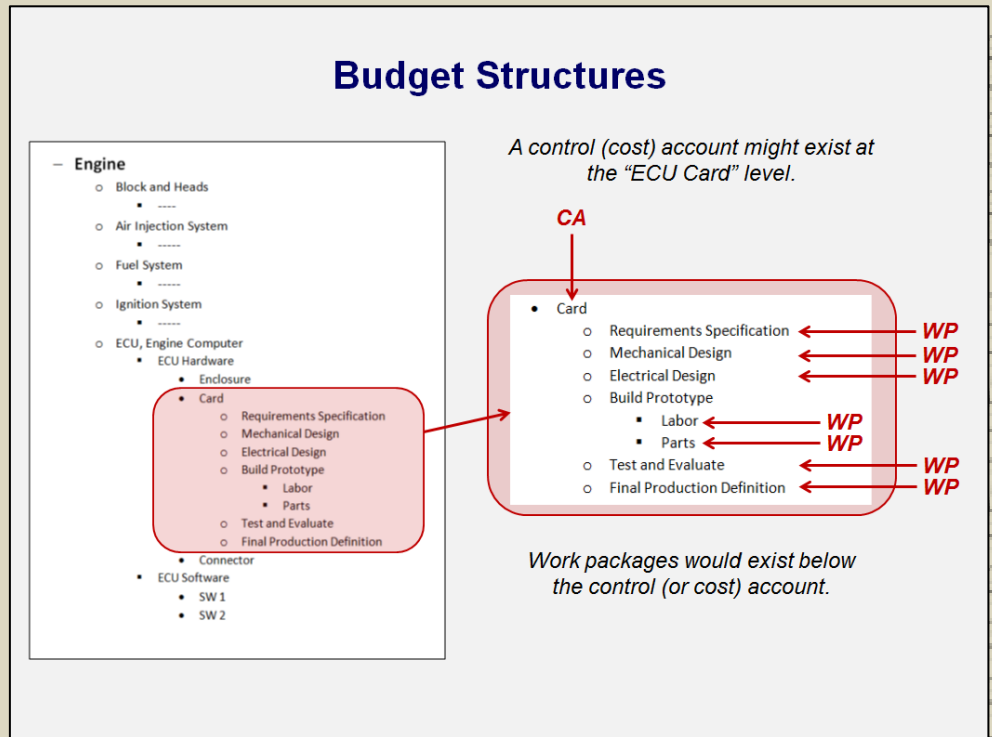 Budget Structures
– Engine
o Block and Heads
▪ ----
o Air Injection System
▪ -----
o Fuel System
▪ -----
o Ignition System
▪ -----
o ECU, Engine Computer
▪ ECU Hardware
• Enclosure
• Card
o Requirements Specification
o Mechanical Design
o Electrical Design
o Build Prototype
▪ Labor
▪ Parts
o Test and Evaluate
o Final Production Definition
• Connector
▪ ECU Software
• SW 1
• SW 2
A control (cost) account might exist at
the “ECU Card” level.
CA
• Card
o Requirements Specification WP
o Mechanical Design WP
o Electrical Design WP
o Build Prototype
▪ Labor WP
▪ Parts WP
o Test and Evaluate WP
o Final Production Definition WP
Work packages would exist below
the control (or cost) account.